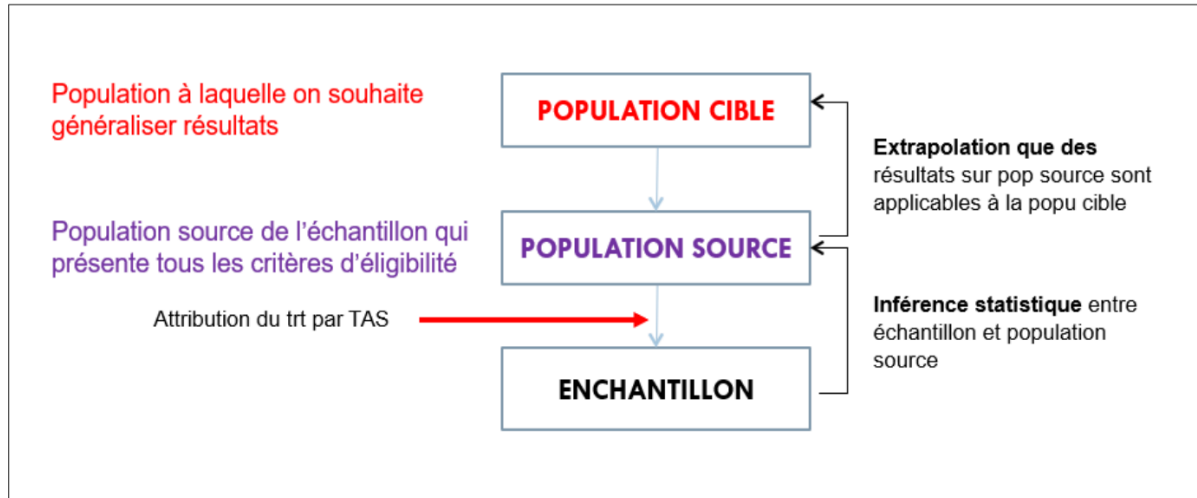 Population à laquelle on souhaite
généraliser résultats
POPULATION CIBLE
Extrapolation que des
résultats sur pop source sont
applicables à la popu cible
Population source de l'échantillon qui
présente tous les critères d'éligibilité
POPULATION SOURCE
Attribution du trt par TAS
Inférence statistique entre
échantillon et population
source
ENCHANTILLON